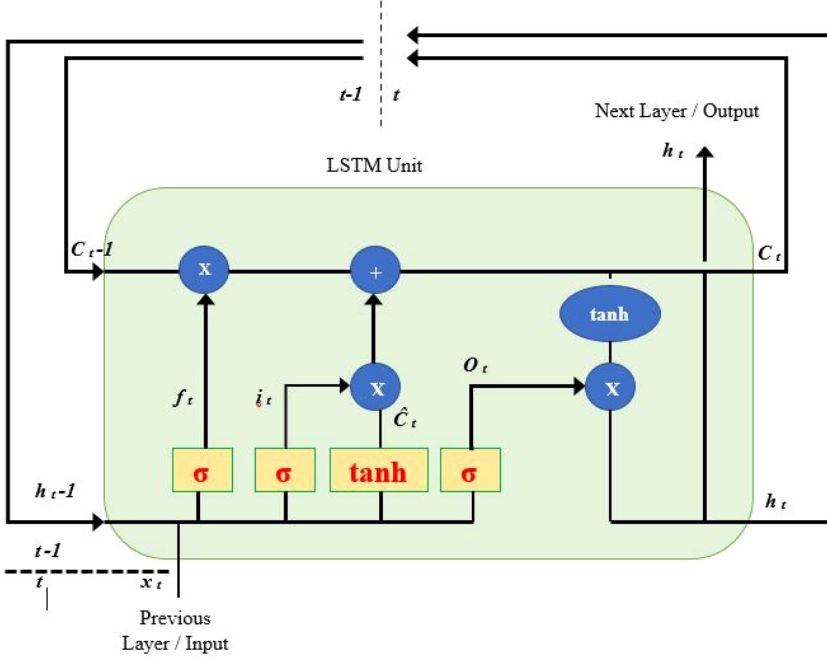 t-1 t
Next Layer / Output
h t
LSTM Unit
C t-1
x
+
C t
tanh
O t
f t
i t
x
x
Ĉ t
σ
σ
tanh
σ
h t-1
h t
t-1
t
x t
Previous
Layer / Input